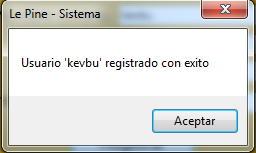 Le Pine - Sistema
Usuario 'kevbu' registrado con exito
Aceptar